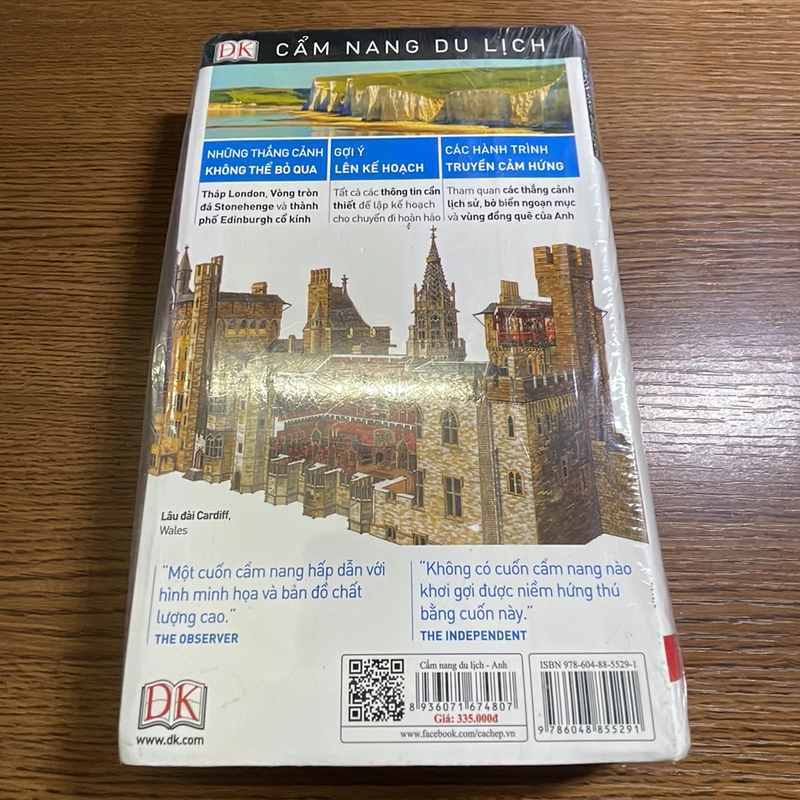 DK CẨM NANG DU LỊCH
NHỮNG THẮNG CẢNH
KHÔNG THỂ BỎ QUA
Tháp London, Vòng tròn
đá Stonehenge và thành
phố Edinburgh cổ kính
GỢI Ý
LÊN KẾ HOẠCH
Tất cả các thông tin cần
thiết để lập kế hoạch
cho chuyến đi hoàn hảo
CÁC HÀNH TRÌNH
TRUYỀN CẢM HỨNG
Tham quan các thắng cảnh
lịch sử, bờ biển ngoạn mục
và vùng đồng quê của Anh
Lâu đài Cardiff,
Wales
“Một cuốn cẩm nang hấp dẫn với
hình minh họa và bản đồ chất
lượng cao.”
THE OBSERVER
“Không có cuốn cẩm nang nào
khơi gợi được niềm hứng thú
bằng cuốn này.”
THE INDEPENDENT
DK
www.dk.com
Cẩm nang du lịch - Anh
8 936071 674807
Giá: 335.000đ
www.facebook.com/cachep.vn
ISBN 978-604-88-5529-1
9 786048 855291